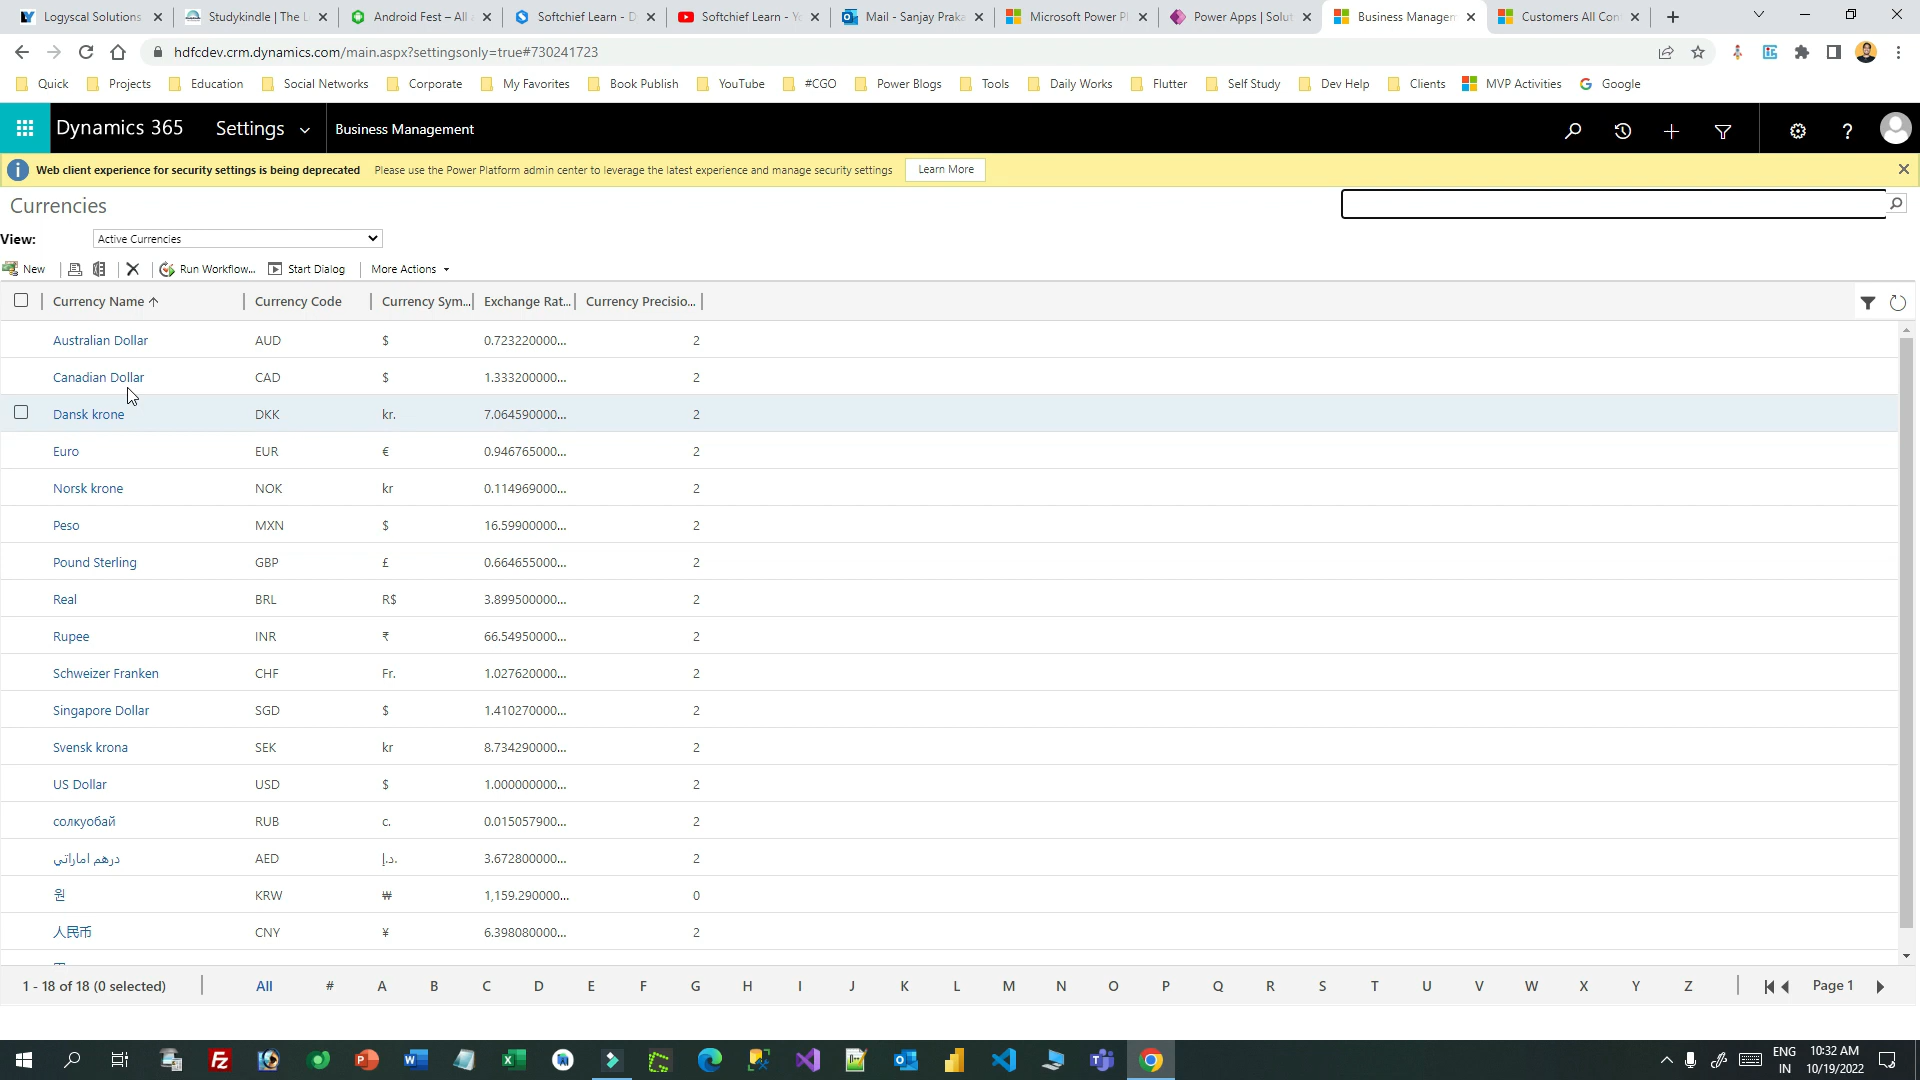 Logyscal Solutions
Studykindle | The L
Android Fest – All a
Softchief Learn - D
Softchief Learn - Yo
Mail - Sanjay Praka
Microsoft Power Pl
Power Apps | Solut
Business Managem
Customers All Con
hdfcdev.crm.dynamics.com/main.aspx?settingsonly=true#730241723
Quick
Projects
Education
Social Networks
Corporate
My Favorites
Book Publish
YouTube
#CGO
Power Blogs
Tools
Daily Works
Flutter
Self Study
Dev Help
Clients
MVP Activities
Google
Dynamics 365
Settings
Business Management
Web client experience for security settings is being deprecated Please use the Power Platform admin center to leverage the latest experience and manage security settings
Learn More
Currencies
View:
Active Currencies
New
Run Workflow...
Start Dialog
More Actions
Currency Name ↑ Currency Code Currency Sym... Exchange Rat... Currency Precisio...
Australian Dollar AUD $ 0.723220000... 2
Canadian Dollar CAD $ 1.333200000... 2
Dansk krone DKK kr. 7.064590000... 2
Euro EUR € 0.946765000... 2
Norsk krone NOK kr 0.114969000... 2
Peso MXN $ 16.59900000... 2
Pound Sterling GBP £ 0.664655000... 2
Real BRL R$ 3.899500000... 2
Rupee INR ₹ 66.54950000... 2
Schweizer Franken CHF Fr. 1.027620000... 2
Singapore Dollar SGD $ 1.410270000... 2
Svensk krona SEK kr 8.734290000... 2
US Dollar USD $ 1.000000000... 2
солкуобай RUB с. 0.015057900... 2
درهم اماراتي AED د.إ.‏ 3.672800000... 2
원 KRW ₩ 1,159.290000... 0
人民币 CNY ¥ 6.398080000... 2
1 - 18 of 18 (0 selected)
All # A B C D E F G H I J K L M N O P Q R S T U V W X Y Z
Page 1
ENG
IN
10:32 AM
10/19/2022